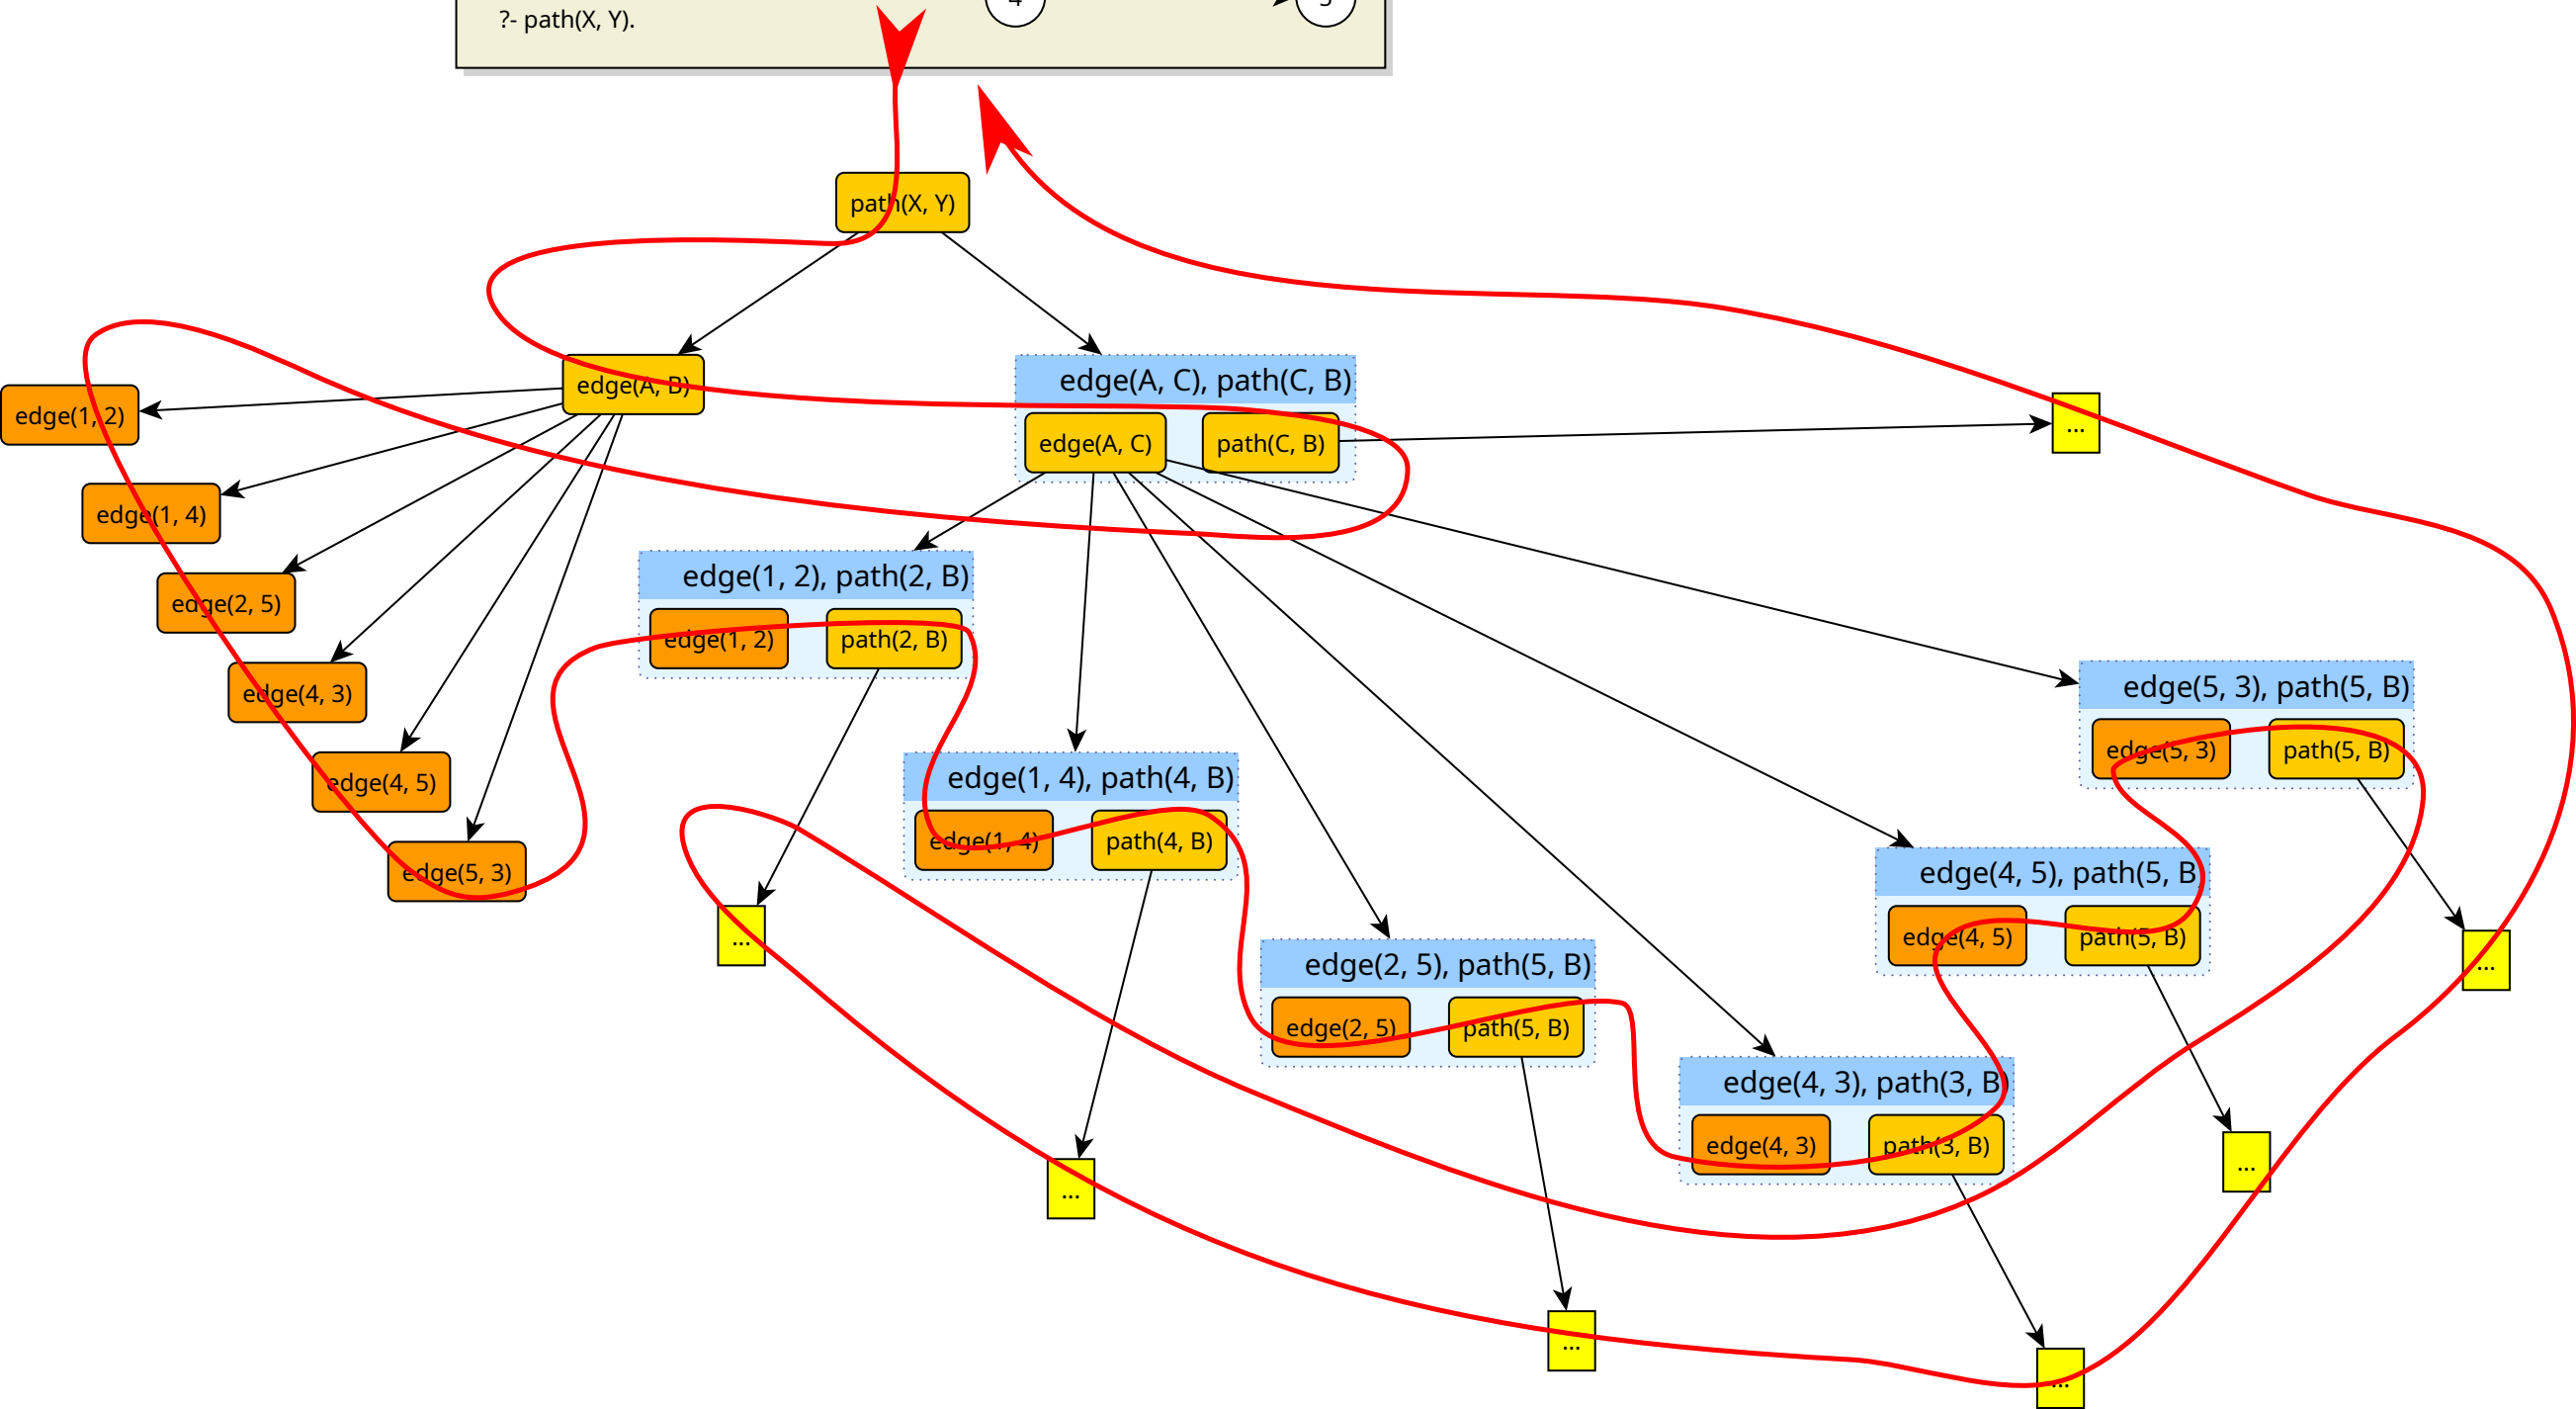 ?- path(X, Y).
path(X, Y)
edge(A, B)
edge(A, C), path(C, B)
edge(A, C)
path(C, B)
...
edge(1, 2)
edge(1, 4)
edge(2, 5)
edge(4, 3)
edge(4, 5)
edge(5, 3)
edge(1, 2), path(2, B)
edge(1, 2)
path(2, B)
...
edge(1, 4), path(4, B)
edge(1, 4)
path(4, B)
...
edge(2, 5), path(5, B)
edge(2, 5)
path(5, B)
...
edge(4, 3), path(3, B)
edge(4, 3)
path(3, B)
...
edge(4, 5), path(5, B)
edge(4, 5)
path(5, B)
...
edge(5, 3), path(5, B)
edge(5, 3)
path(5, B)
...